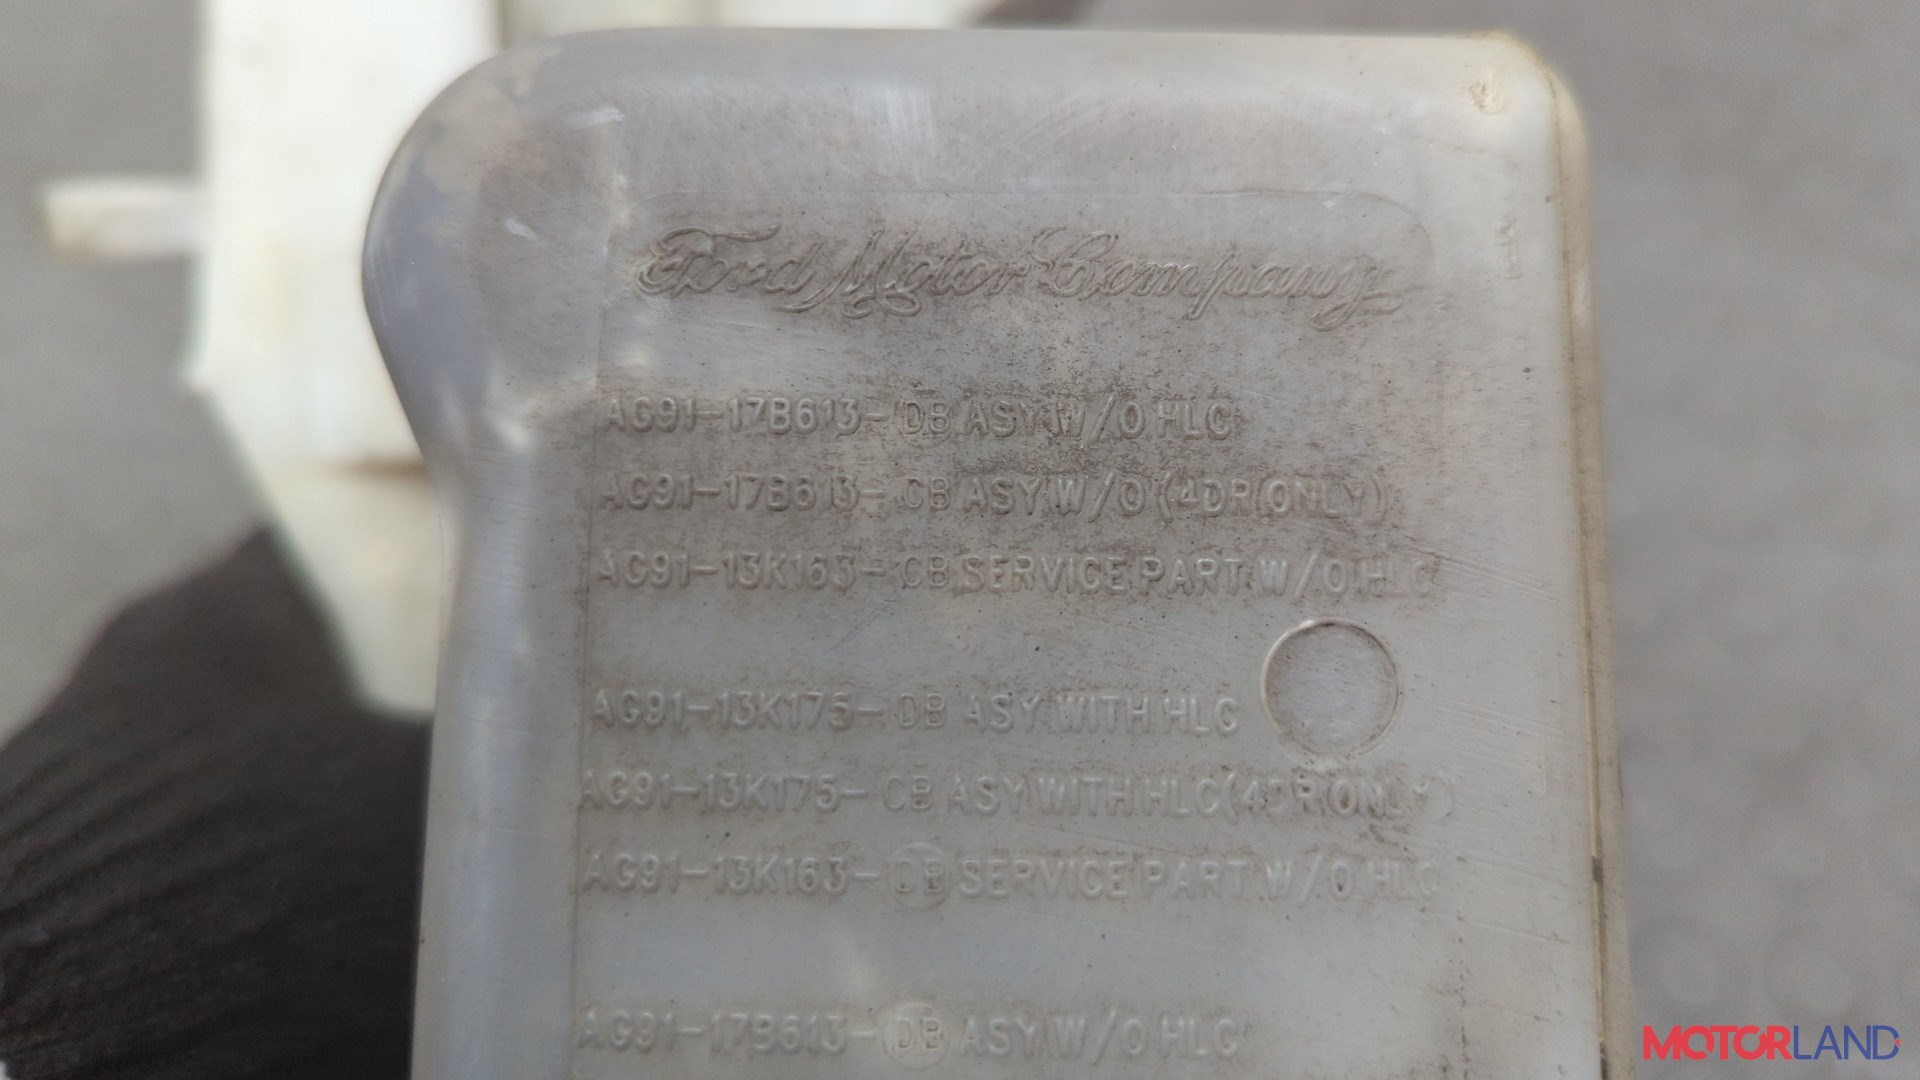 Ford Motor Company
AG91-17B613-DB ASY W/O HLC
AG91-17B613-CB ASY W/O (4DR ONLY)
AG91-13K163-CB SERVICE PART W/O HLC
AG91-13K175-DB ASY WITH HLC
AG91-13K175-CB ASY WITH HLC(4DR ONLY)
AG91-13K163-DB SERVICE PART W/O HLC
AG91-17B613-DB ASY W/O HLC
MOTORLAND